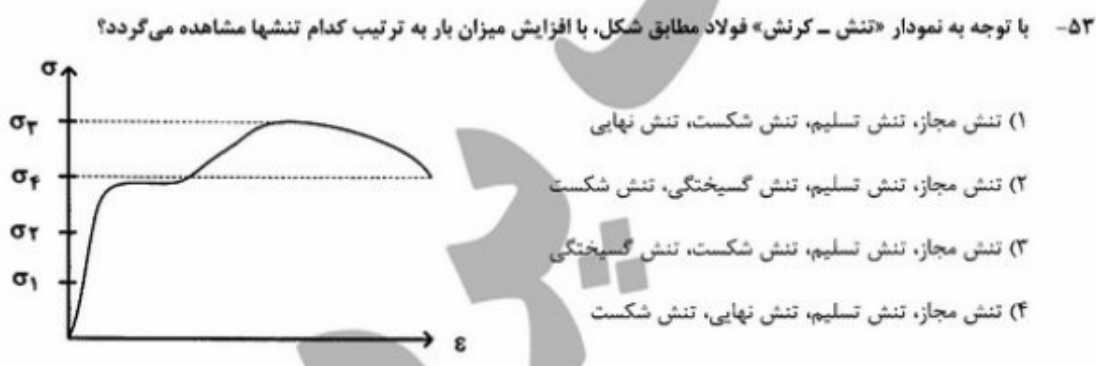 ۵۳- با توجه به نمودار «تنش ــ کرنش» فولاد مطابق شکل، با افزایش میزان بار به ترتیب کدام تنشها مشاهده می‌گردد؟
۱) تنش مجاز، تنش تسلیم، تنش شکست، تنش نهایی
۲) تنش مجاز، تنش تسلیم، تنش گسیختگی، تنش شکست
۳) تنش مجاز، تنش تسلیم، تنش شکست، تنش گسیختگی
۴) تنش مجاز، تنش تسلیم، تنش نهایی، تنش شکست
σ
σ۳
σ۴
σ۲
σ۱
ε